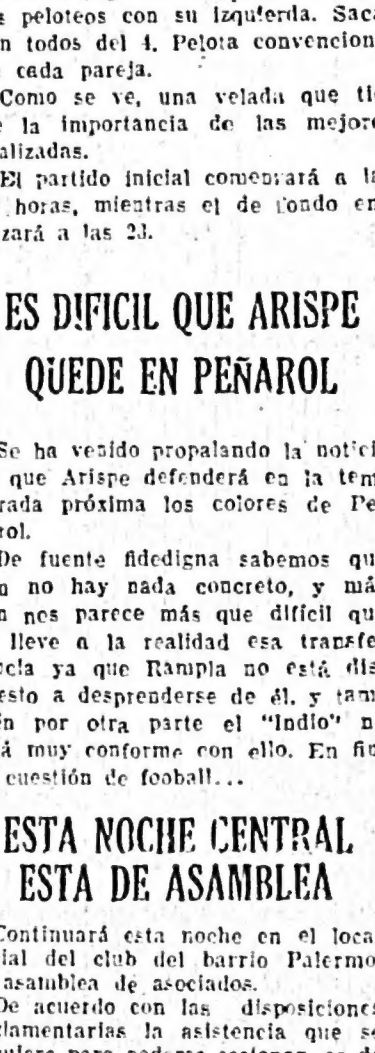 s peloteos con su izquierda. Saca
n todos del 4. Pelota convencion
cada pareja.
Como se ve, una velada que ti
e la importancia de las mejore
alizadas.
El partido inicial comenzará a la
horas, mientras el de fondo em
zará a las 23.
ES DIFICIL QUE ARISPE
QUEDE EN PEÑAROL
Se ha venido propalando la notici
que Arispe defenderá en la tem
rada próxima los colores de Pe
rol.
De fuente fidedigna sabemos qu
n no hay nada concreto, y má
n nos parece más que difícil qu
lleve a la realidad esa transfe
cia ya que Rampla no está dis
esto a desprenderse de él, y tam
én por otra parte el "Indio" n
á muy conforme con ello. En fin
cuestión de fooball...
ESTA NOCHE CENTRAL
ESTA DE ASAMBLEA
Continuará esta noche en el loca
ial del club del barrio Palermo
asamblea de asociados.
De acuerdo con las disposiciones
glamentarias la asistencia que se